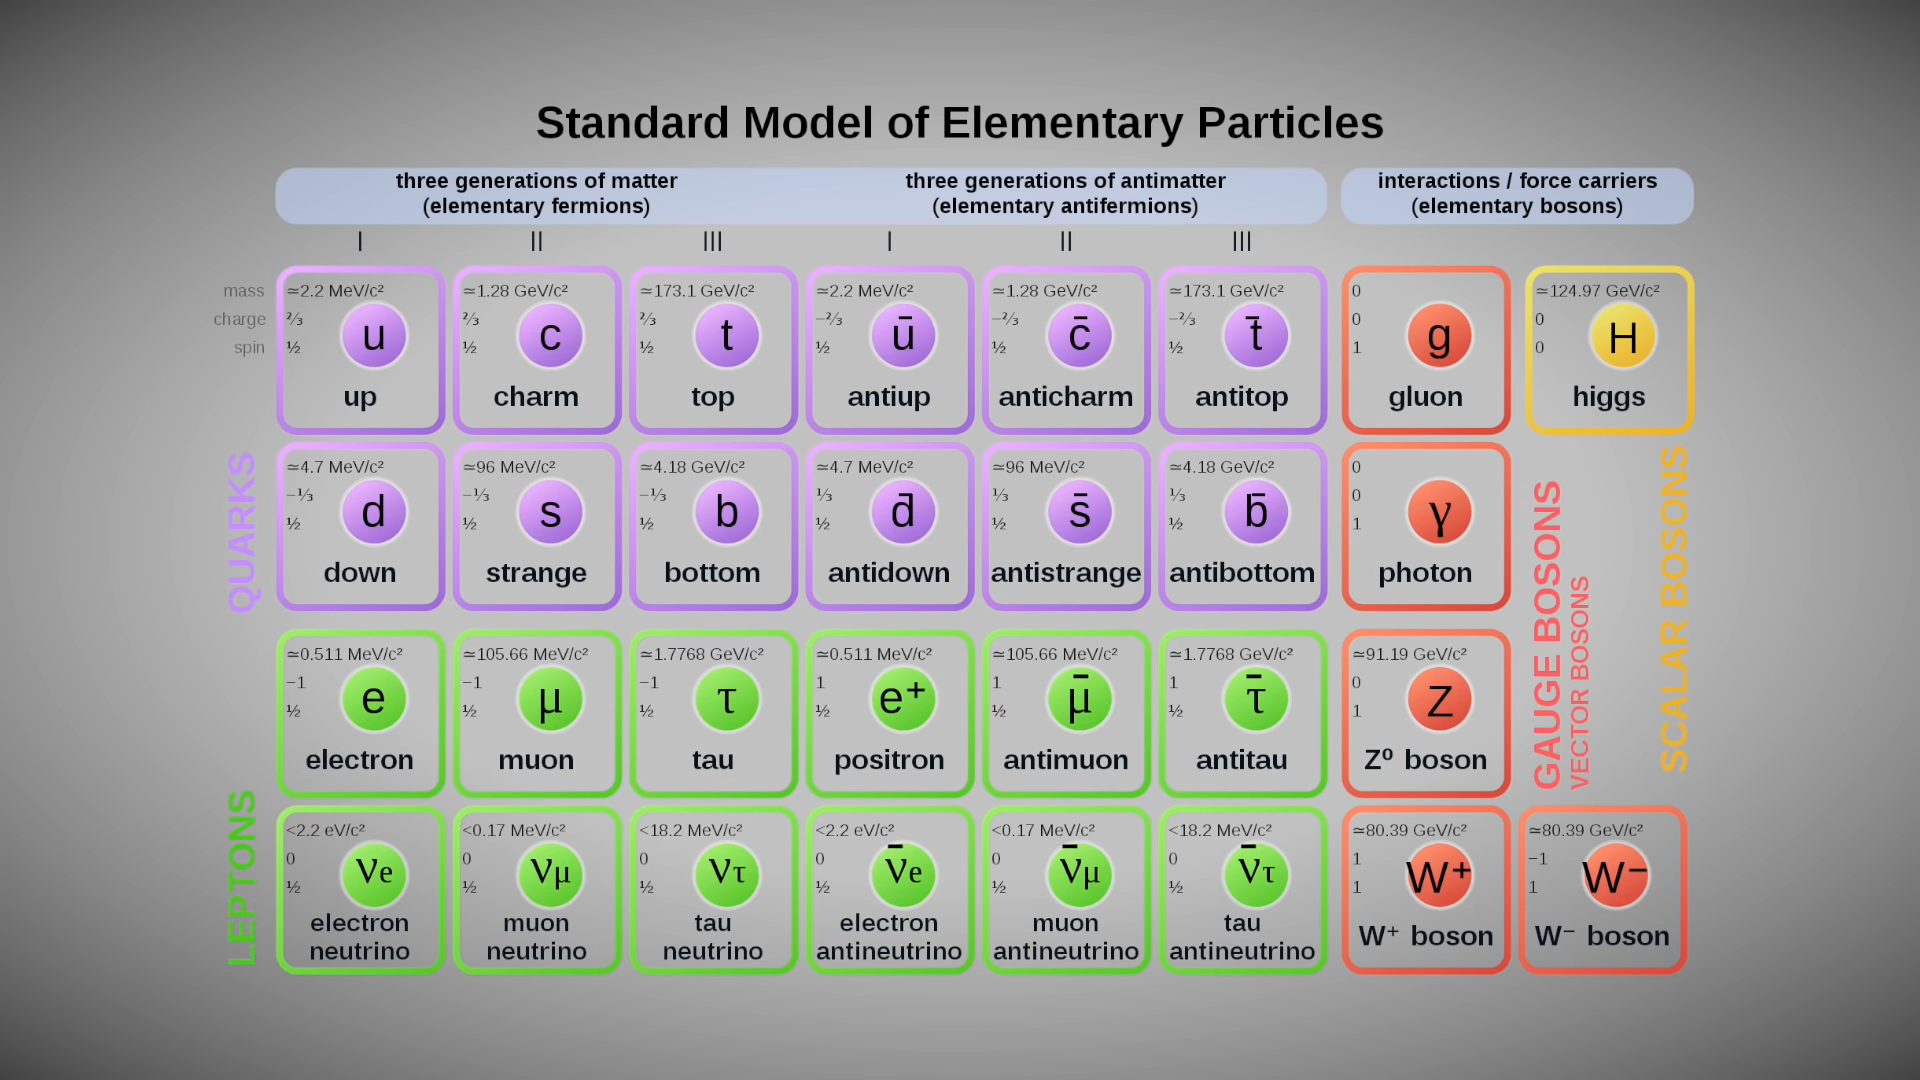 Standard Model of Elementary Particles
three generations of matter
(elementary fermions)
three generations of antimatter
(elementary antifermions)
interactions / force carriers
(elementary bosons)
I
II
III
I
II
III
mass
charge
spin
≃2.2 MeV/c²
⅔
½
u
up
≃1.28 GeV/c²
⅔
½
c
charm
≃173.1 GeV/c²
⅔
½
t
top
≃2.2 MeV/c²
−⅔
½
ū
antiup
≃1.28 GeV/c²
−⅔
½
c̄
anticharm
≃173.1 GeV/c²
−⅔
½
t̄
antitop
0
0
1
g
gluon
≃124.97 GeV/c²
0
0
H
higgs
QUARKS
≃4.7 MeV/c²
−⅓
½
d
down
≃96 MeV/c²
−⅓
½
s
strange
≃4.18 GeV/c²
−⅓
½
b
bottom
≃4.7 MeV/c²
⅓
½
d̄
antidown
≃96 MeV/c²
⅓
½
s̄
antistrange
≃4.18 GeV/c²
⅓
½
b̄
antibottom
0
0
1
γ
photon
GAUGE BOSONS
VECTOR BOSONS
SCALAR BOSONS
LEPTONS
≃0.511 MeV/c²
−1
½
e
electron
≃105.66 MeV/c²
−1
½
μ
muon
≃1.7768 GeV/c²
−1
½
τ
tau
≃0.511 MeV/c²
1
½
e⁺
positron
≃105.66 MeV/c²
1
½
μ̄
antimuon
≃1.7768 GeV/c²
1
½
τ̄
antitau
≃91.19 GeV/c²
0
1
Z
Z⁰ boson
<2.2 eV/c²
0
½
νe
electron
neutrino
<0.17 MeV/c²
0
½
νμ
muon
neutrino
<18.2 MeV/c²
0
½
ντ
tau
neutrino
<2.2 eV/c²
0
½
ν̄e
electron
antineutrino
<0.17 MeV/c²
0
½
ν̄μ
muon
antineutrino
<18.2 MeV/c²
0
½
ν̄τ
tau
antineutrino
≃80.39 GeV/c²
1
1
W⁺
W⁺ boson
≃80.39 GeV/c²
−1
1
W⁻
W⁻ boson